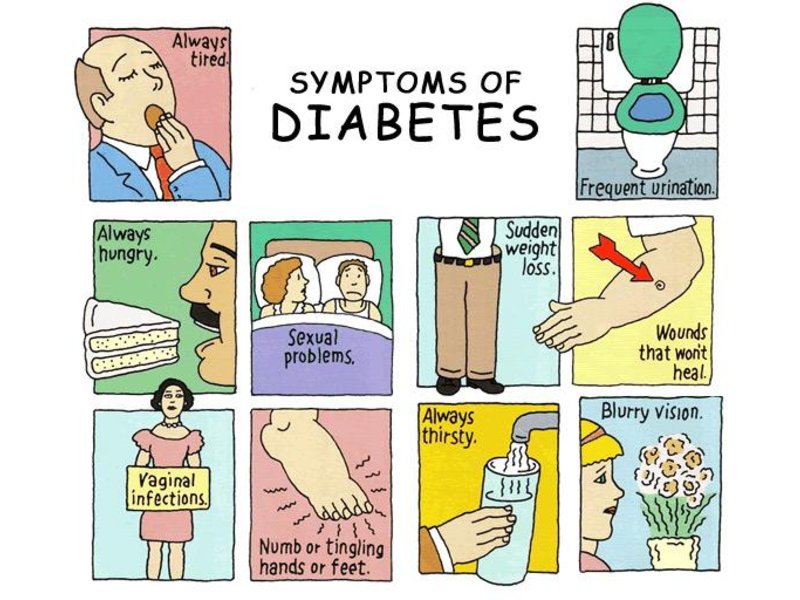 Always
tired.
SYMPTOMS OF
DIABETES
Frequent urination.
Always
hungry.
Sexual
problems.
Sudden
weight
loss.
Wounds
that won't
heal.
Vaginal
infections.
Numb or tingling
hands or feet.
Always
thirsty.
Blurry vision.